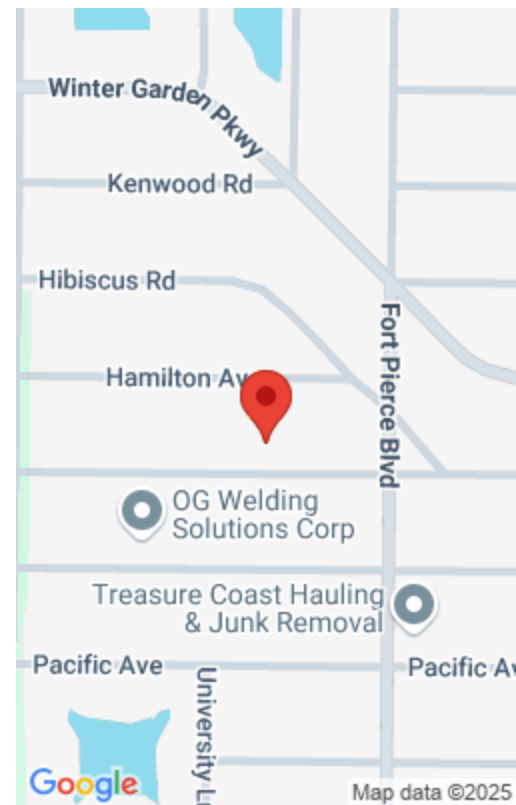 Winter Garden Pkwy
Kenwood Rd
Hibiscus Rd
Fort Pierce Blvd
Hamilton Av
OG Welding
Solutions Corp
Treasure Coast Hauling
& Junk Removal
Pacific Ave
Pacific Av
University L
Google
Map data ©2025